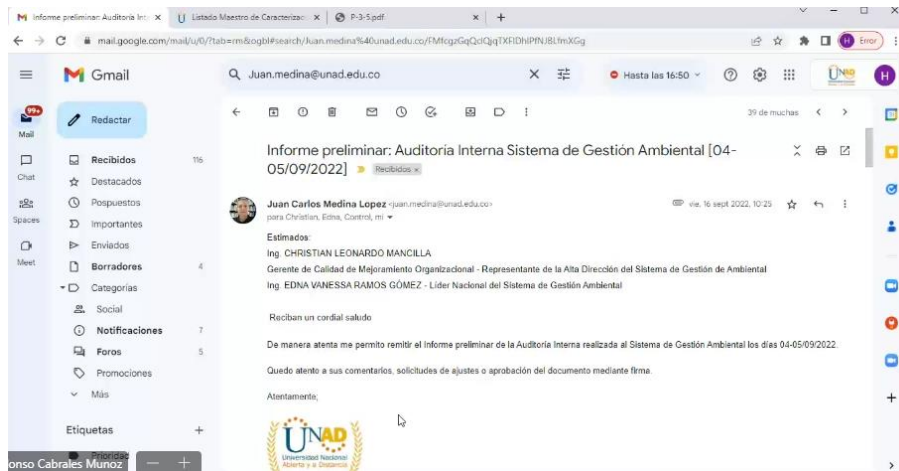 Informe preliminar: Auditoría Int
Listado Maestro de Caracterizac
P-3-5.pdf
mail.google.com/mail/u/0/?tab=rm&ogbl#search/Juan.medina%40unad.edu.co/
Error
Gmail
Juan.medina@unad.edu.co
Hasta las 16:50
UNAD
H
99+
Mail
Redactar
39 de muchas
Chat
Recibidos 116
Informe preliminar: Auditoría Interna Sistema de Gestión Ambiental [04-
05/09/2022]
Recibidos x
Destacados
Spaces
Pospuestos
Juan Carlos Medina Lopez <juan.medina@unad.edu.co>
vie, 16 sept 2022, 10:25
para Christian, Edna, Control, mí
Importantes
Meet
Enviados
Estimados:
Borradores 4
Ing. CHRISTIAN LEONARDO MANCILLA
Gerente de Calidad de Mejoramiento Organizacional - Representante de la Alta Dirección del Sistema de Gestión de Ambiental
Categorías
Ing. EDNA VANESSA RAMOS GÓMEZ - Líder Nacional del Sistema de Gestión Ambiental
Social
Notificaciones 7
Reciban un cordial saludo
Foros 5
De manera atenta me permito remitir el Informe preliminar de la Auditoría Interna realizada al Sistema de Gestión Ambiental los días 04-05/09/2022.
Promociones
Quedo atento a sus comentarios, solicitudes de ajustes o aprobación del documento mediante firma.
Más
Atentamente;
Etiquetas
UNAD
Universidad Nacional
Abierta y a Distancia
Prioridad
onso Cabrales Munoz